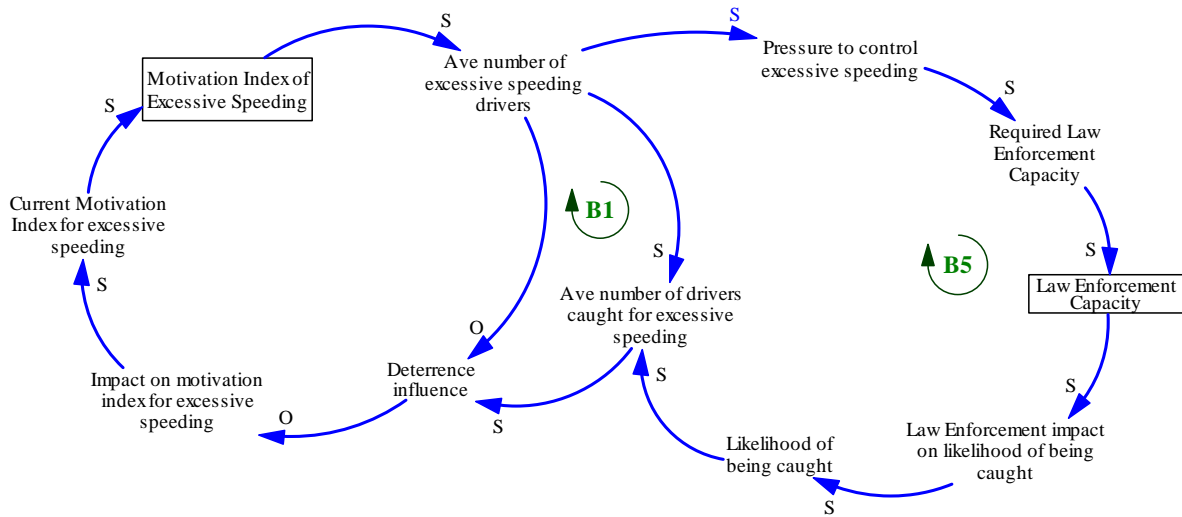 S
S
S
Motivation Index of
Excessive Speeding
Ave number of
excessive speeding
drivers
Pressure to control
excessive speeding
S
S
Required Law
Enforcement
Capacity
Current Motivation
Index for excessive
speeding
B1
B5
S
S
S
Law Enforcement
Capacity
Ave number of drivers
caught for excessive
speeding
O
Deterrence
influence
Impact on motivation
index for excessive
speeding
S
S
O
S
Likelihood of
being caught
Law Enforcement impact
on likelihood of being
caught
S